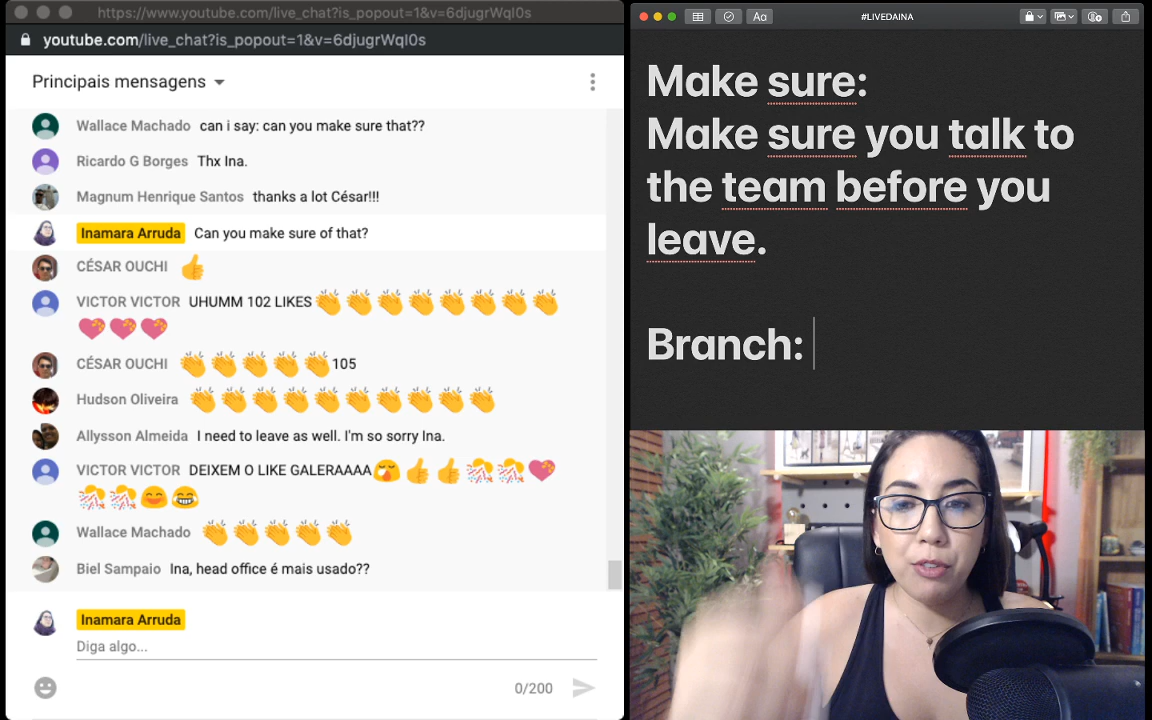 https://www.youtube.com/live_chat?is_popout=1&v=6djugrWqI0s
youtube.com/live_chat?is_popout=1&v=6djugrWqI0s
Principais mensagens
Wallace Machado can i say: can you make sure that??
Ricardo G Borges Thx Ina.
Magnum Henrique Santos thanks a lot César!!!
Inamara Arruda Can you make sure of that?
CÉSAR OUCHI 👍
VICTOR VICTOR UHUMM 102 LIKES 👏👏👏👏👏👏👏👏
💝💝💝
CÉSAR OUCHI 👏👏👏👏👏105
Hudson Oliveira 👏👏👏👏👏👏👏👏👏👏
Allysson Almeida I need to leave as well. I'm so sorry Ina.
VICTOR VICTOR DEIXEM O LIKE GALERAAAA😪👍👍🎊🎊💝
🎊🎊😄😂
Wallace Machado 👏👏👏👏👏
Biel Sampaio Ina, head office é mais usado??
Inamara Arruda
Diga algo...
0/200
Aa
#LIVEDAINA
Make sure:
Make sure you talk to
the team before you
leave.
Branch: